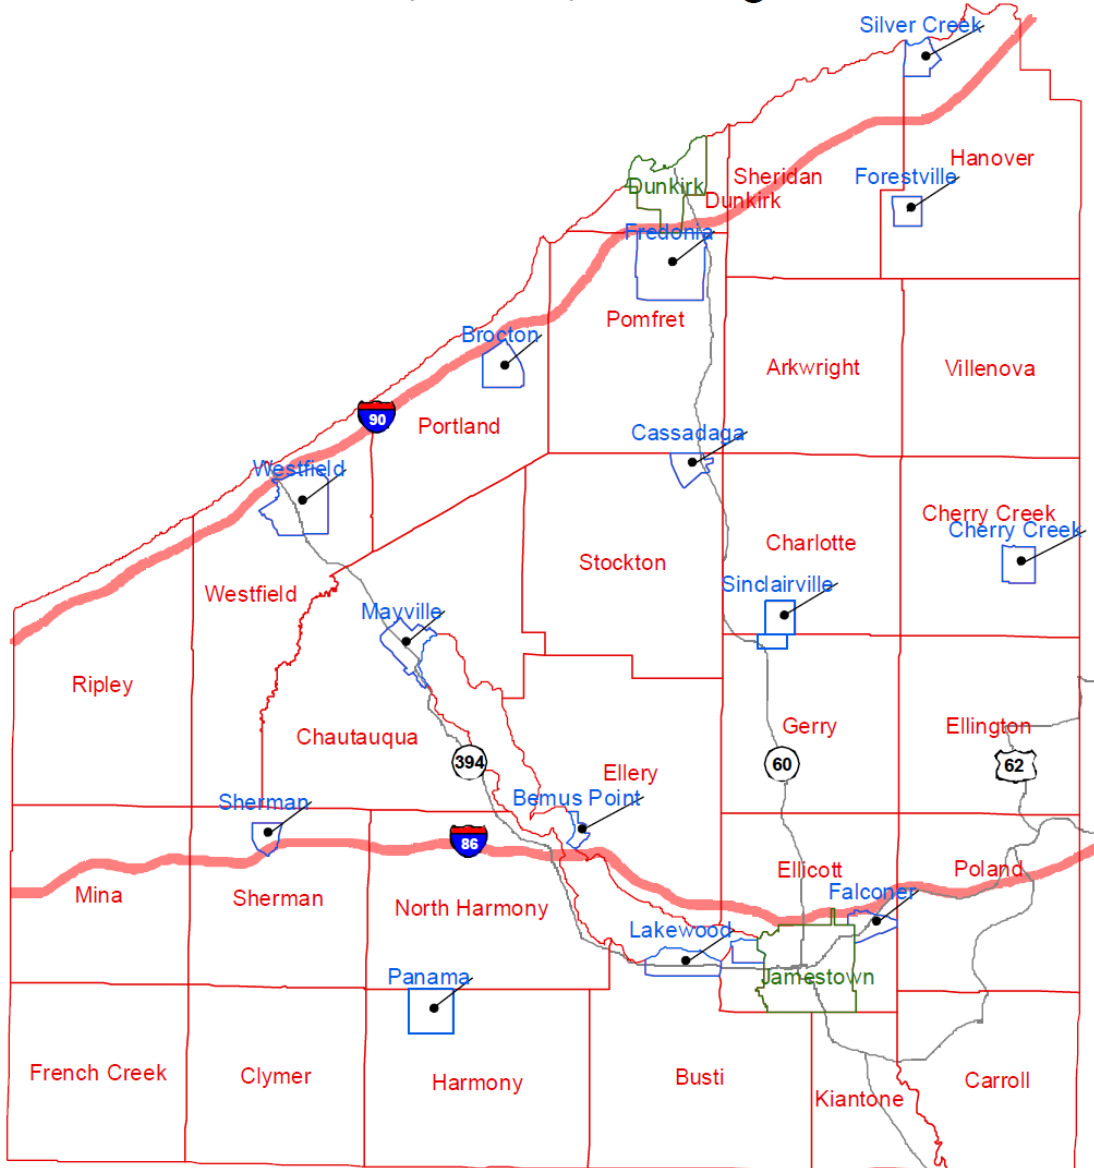 Silver Creek
Hanover
Sheridan
Forestville
Dunkirk
Dunkirk
Fredonia
Pomfret
Brocton
Arkwright
Villenova
90
Portland
Cassadaga
Westfield
Cherry Creek
Cherry Creek
Charlotte
Stockton
Sinclairville
Westfield
Mayville
Ripley
Chautauqua
Gerry
Ellington
394
60
62
Ellery
Sherman
Bemus Point
86
Mina
Sherman
North Harmony
Ellicott
Poland
Falconer
Lakewood
Jamestown
Panama
French Creek
Clymer
Harmony
Busti
Kiantone
Carroll